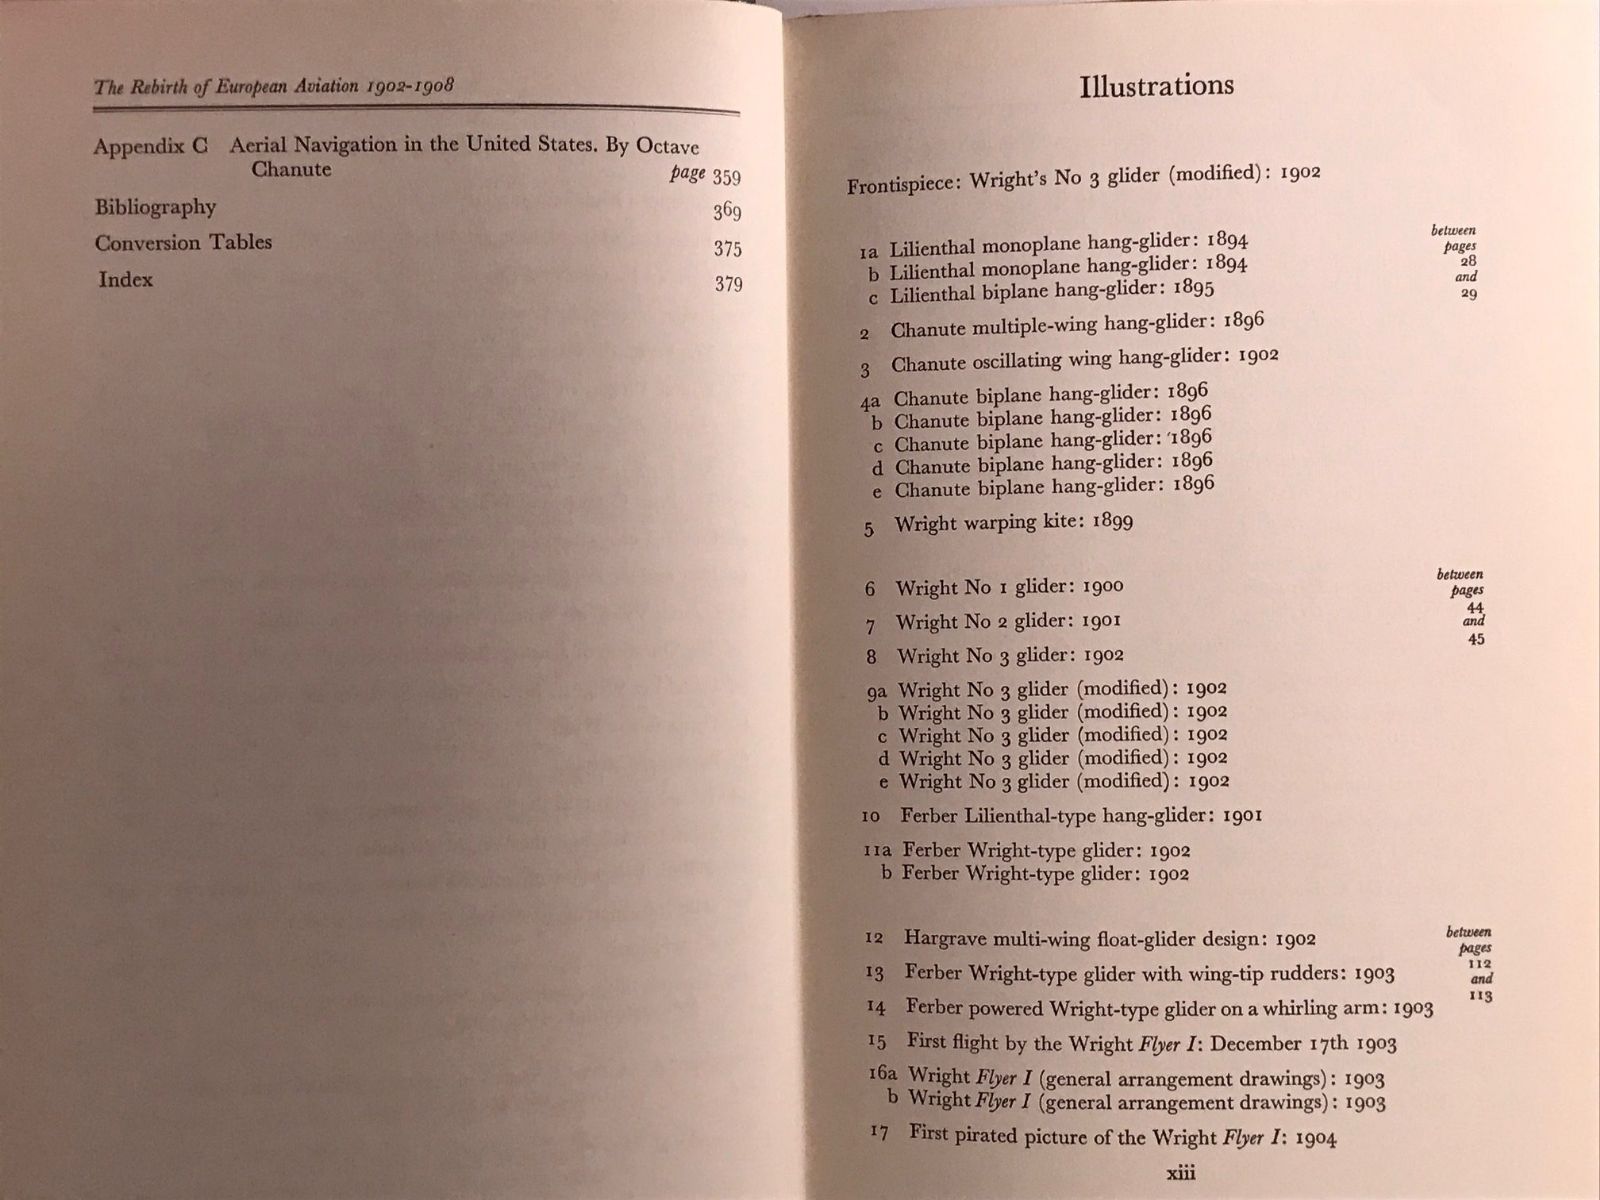 The Rebirth of European Aviation 1902-1908
Appendix C Aerial Navigation in the United States. By Octave
Chanute page 359
Bibliography 369
Conversion Tables 375
Index 379
Illustrations
Frontispiece: Wright's No 3 glider (modified): 1902
between
pages
28
and
29
1a Lilienthal monoplane hang-glider: 1894
b Lilienthal monoplane hang-glider: 1894
c Lilienthal biplane hang-glider: 1895
2 Chanute multiple-wing hang-glider: 1896
3 Chanute oscillating wing hang-glider: 1902
4a Chanute biplane hang-glider: 1896
b Chanute biplane hang-glider: 1896
c Chanute biplane hang-glider: 1896
d Chanute biplane hang-glider: 1896
e Chanute biplane hang-glider: 1896
5 Wright warping kite: 1899
between
pages
44
and
45
6 Wright No 1 glider: 1900
7 Wright No 2 glider: 1901
8 Wright No 3 glider: 1902
9a Wright No 3 glider (modified): 1902
b Wright No 3 glider (modified): 1902
c Wright No 3 glider (modified): 1902
d Wright No 3 glider (modified): 1902
e Wright No 3 glider (modified): 1902
10 Ferber Lilienthal-type hang-glider: 1901
11a Ferber Wright-type glider: 1902
b Ferber Wright-type glider: 1902
between
pages
112
and
113
12 Hargrave multi-wing float-glider design: 1902
13 Ferber Wright-type glider with wing-tip rudders: 1903
14 Ferber powered Wright-type glider on a whirling arm: 1903
15 First flight by the Wright Flyer I: December 17th 1903
16a Wright Flyer I (general arrangement drawings): 1903
b Wright Flyer I (general arrangement drawings): 1903
17 First pirated picture of the Wright Flyer I: 1904
xiii